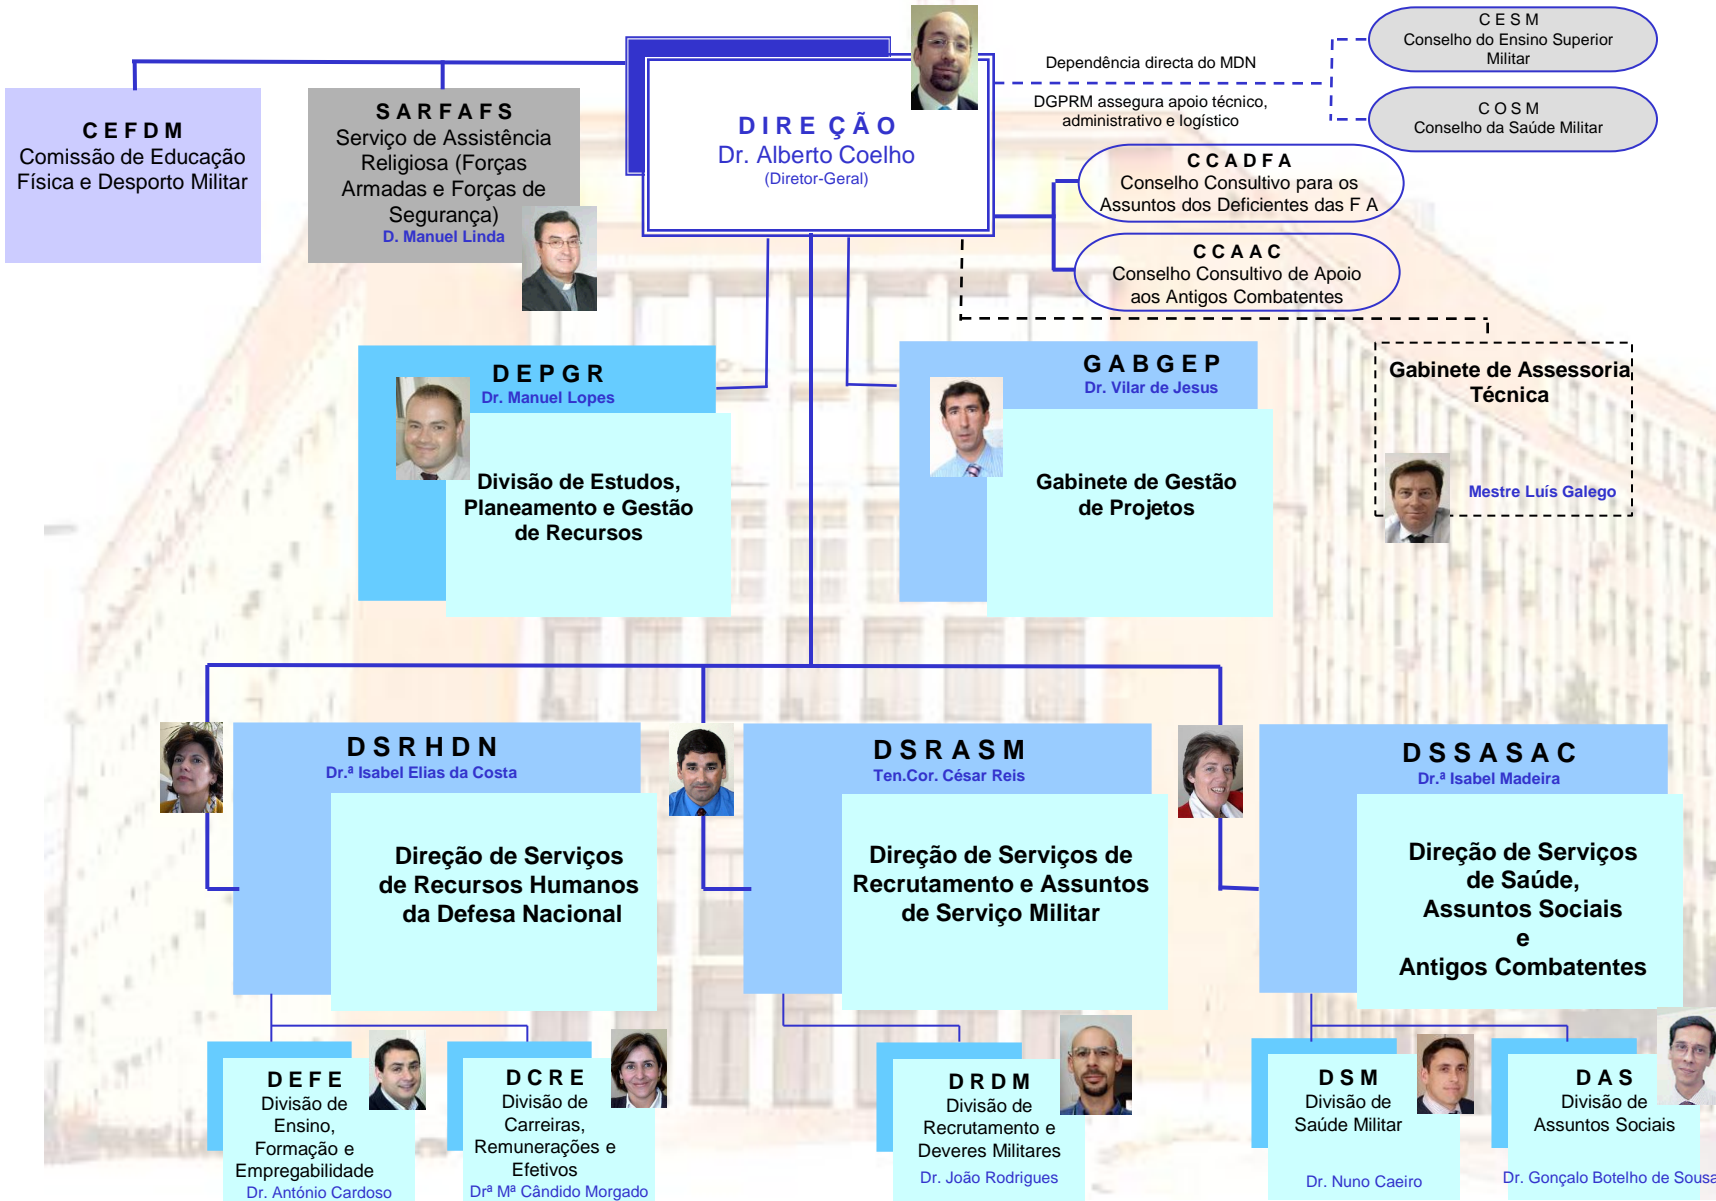 C E S M
Conselho do Ensino Superior
Militar
Dependência directa do MDN
DGPRM assegura apoio técnico,
administrativo e logístico
C O S M
Conselho da Saúde Militar
C E F D M
Comissão de Educação
Física e Desporto Militar
S A R F A F S
Serviço de Assistência
Religiosa (Forças
Armadas e Forças de
Segurança)
D. Manuel Linda
D I R E Ç Ã O
Dr. Alberto Coelho
(Diretor-Geral)
C C A D F A
Conselho Consultivo para os
Assuntos dos Deficientes das F A
C C A A C
Conselho Consultivo de Apoio
aos Antigos Combatentes
D E P G R
Dr. Manuel Lopes
Divisão de Estudos,
Planeamento e Gestão
de Recursos
G A B G E P
Dr. Vilar de Jesus
Gabinete de Gestão
de Projetos
Gabinete de Assessoria
Técnica
Mestre Luís Galego
D S R H D N
Dr.ª Isabel Elias da Costa
Direção de Serviços
de Recursos Humanos
da Defesa Nacional
D S R A S M
Ten.Cor. César Reis
Direção de Serviços de
Recrutamento e Assuntos
de Serviço Militar
D S S A S A C
Dr.ª Isabel Madeira
Direção de Serviços
de Saúde,
Assuntos Sociais
e
Antigos Combatentes
D E F E
Divisão de
Ensino,
Formação e
Empregabilidade
Dr. António Cardoso
D C R E
Divisão de
Carreiras,
Remunerações e
Efetivos
Drª Mª Cândido Morgado
D R D M
Divisão de
Recrutamento e
Deveres Militares
Dr. João Rodrigues
D S M
Divisão de
Saúde Militar
Dr. Nuno Caeiro
D A S
Divisão de
Assuntos Sociais
Dr. Gonçalo Botelho de Sousa